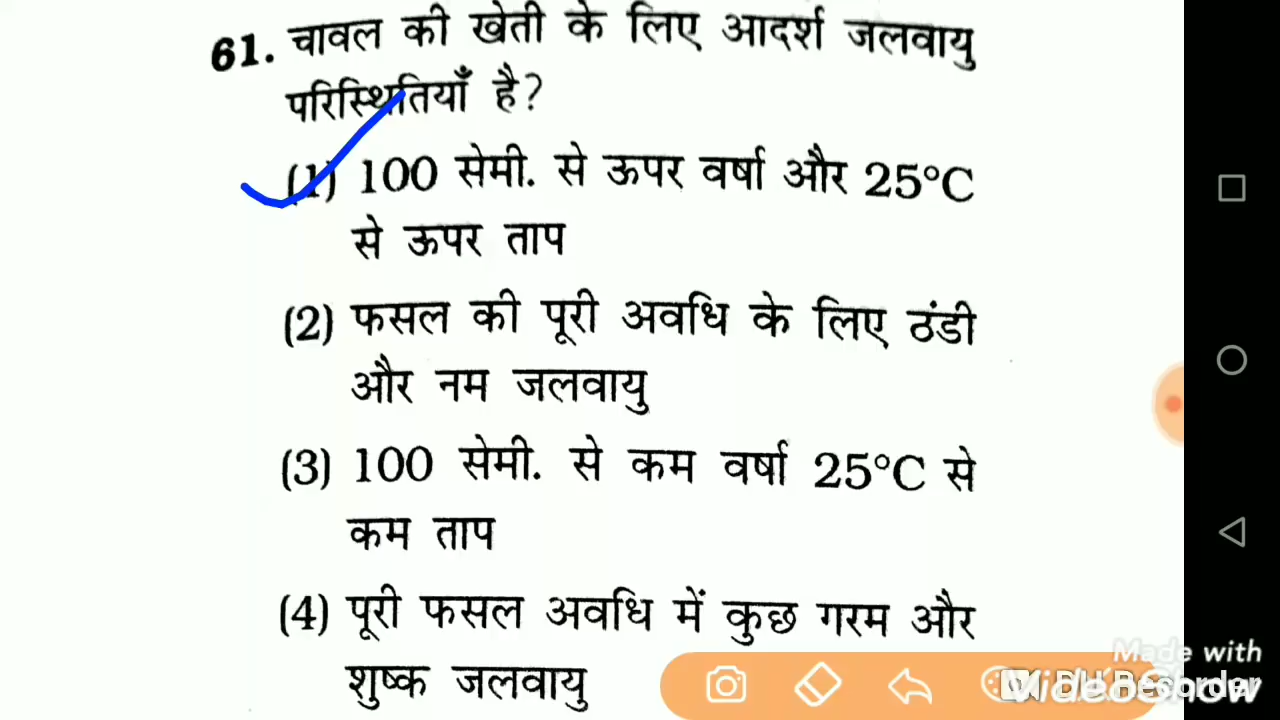 61. चावल की खेती के लिए आदर्श जलवायु
परिस्थितियाँ है?
(1) 100 सेमी. से ऊपर वर्षा और 25°C
से ऊपर ताप
(2) फसल की पूरी अवधि के लिए ठंडी
और नम जलवायु
(3) 100 सेमी. से कम वर्षा 25°C से
कम ताप
(4) पूरी फसल अवधि में कुछ गरम और
शुष्क जलवायु
Made with